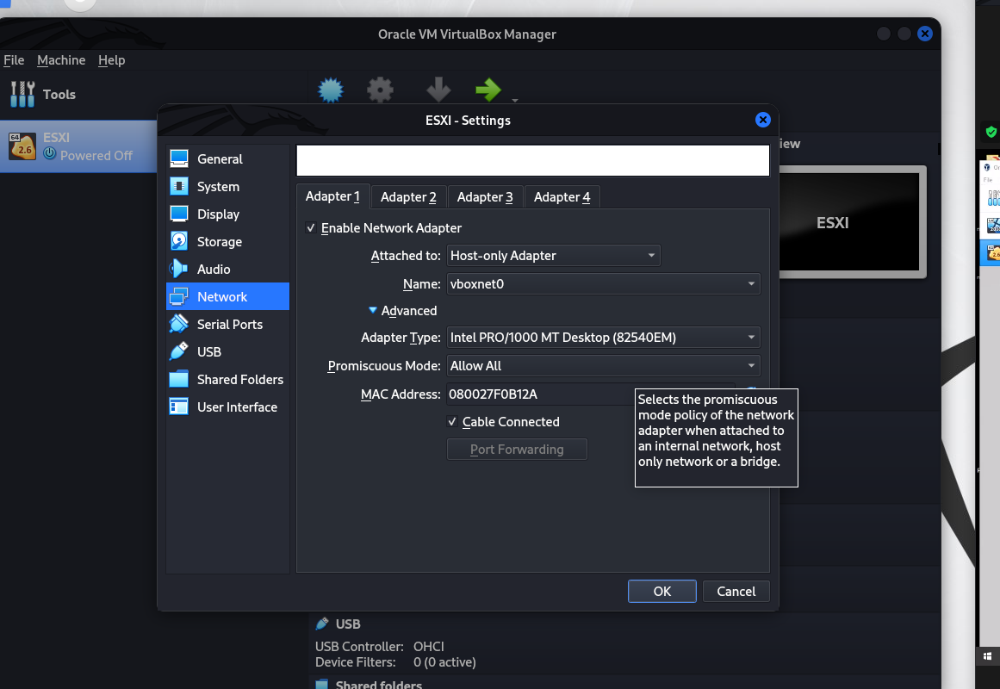 Oracle VM VirtualBox Manager
File Machine Help
Tools
64
2.6
ESXI
Powered Off
ESXI - Settings
iew
ESXI
General
System
Display
Storage
Audio
Network
Serial Ports
USB
Shared Folders
User Interface
Adapter 1 Adapter 2 Adapter 3 Adapter 4
Enable Network Adapter
Attached to: Host-only Adapter
Name: vboxnet0
Advanced
Adapter Type: Intel PRO/1000 MT Desktop (82540EM)
Promiscuous Mode: Allow All
MAC Address: 080027F0B12A
Cable Connected
Port Forwarding
Selects the promiscuous
mode policy of the network
adapter when attached to
an internal network, host
only network or a bridge.
OK Cancel
USB
USB Controller: OHCI
Device Filters: 0 (0 active)
Shared folders
File